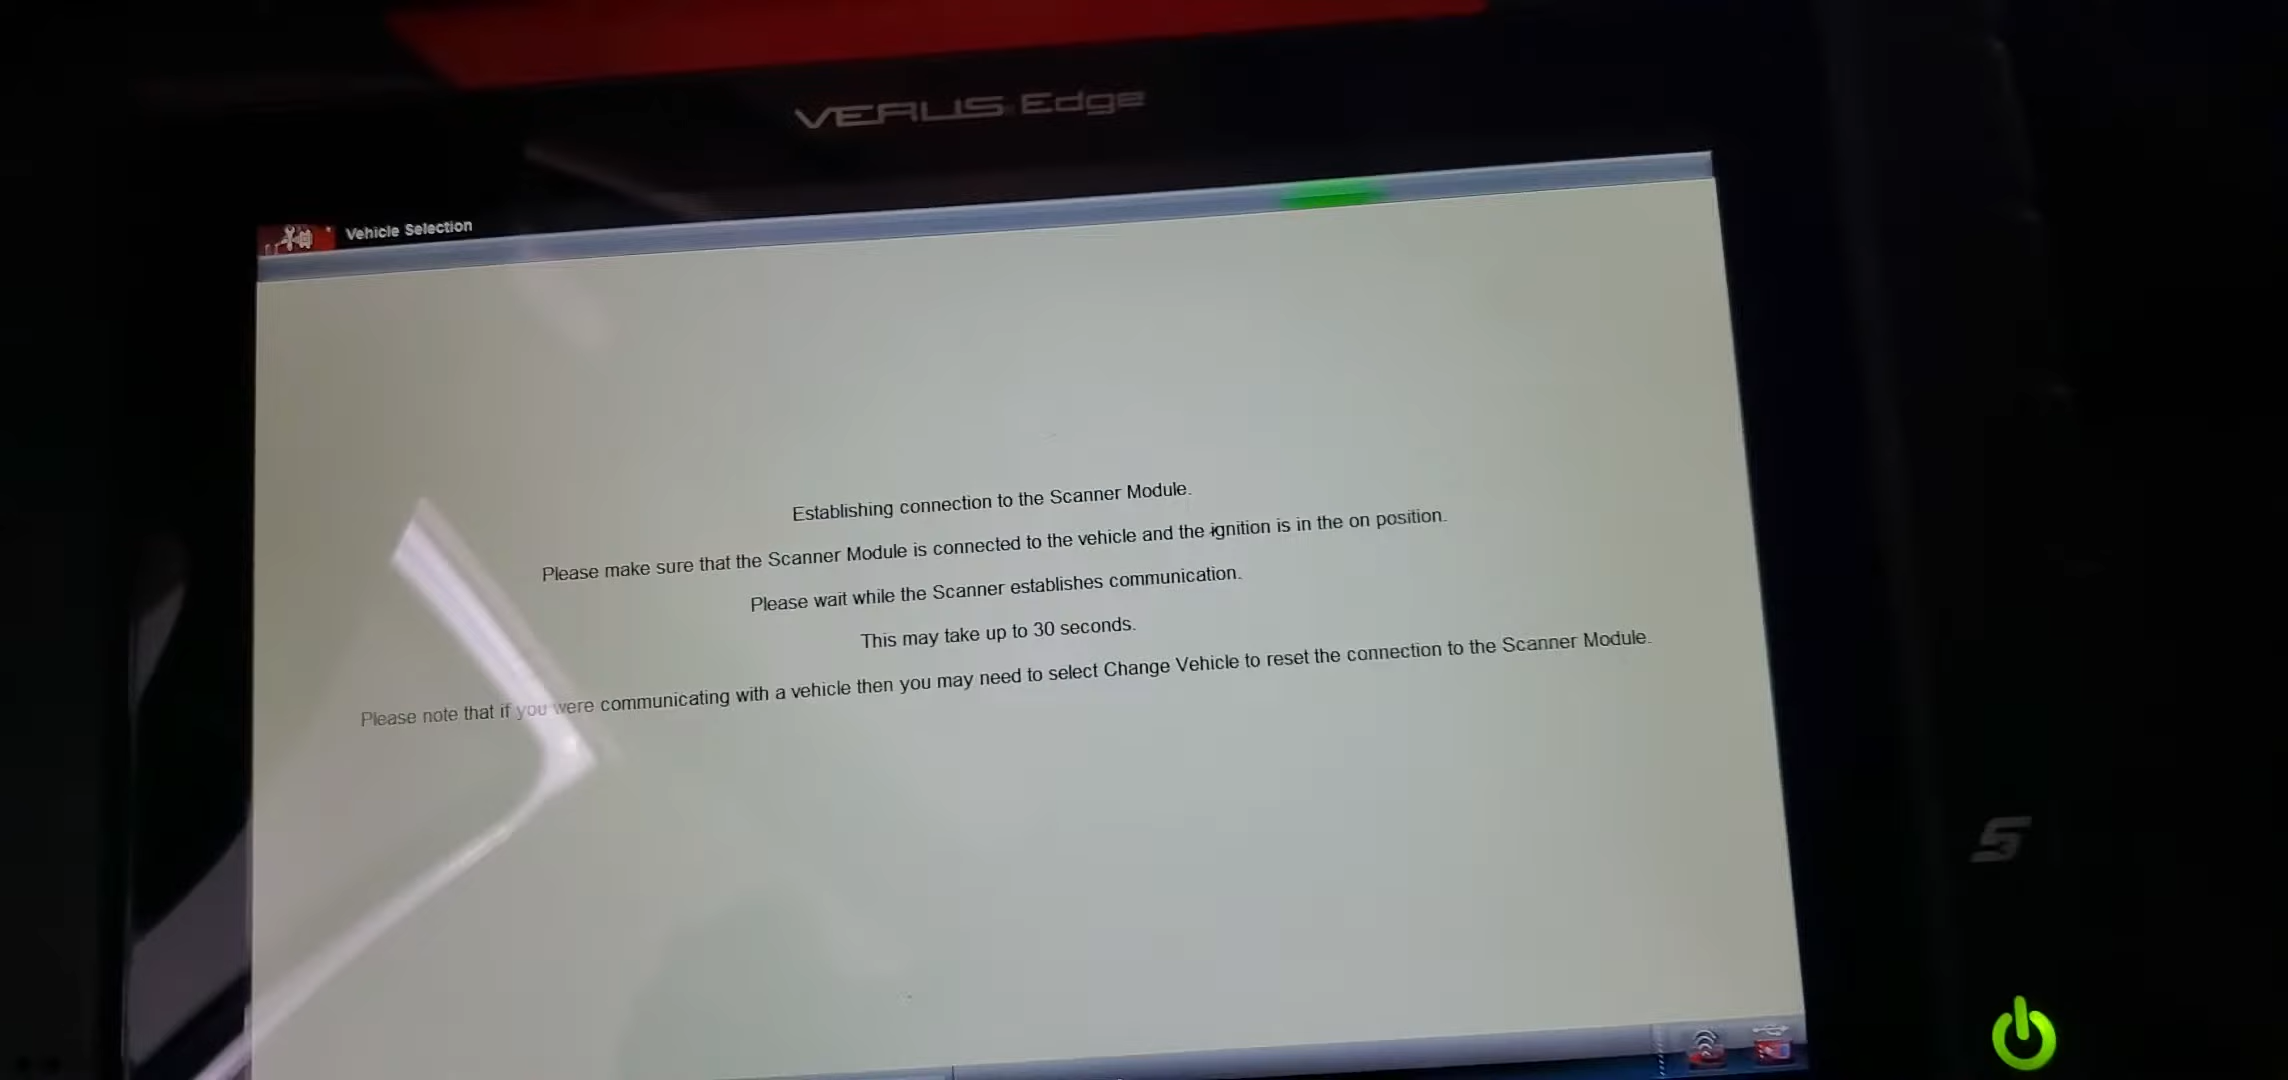 VERUS Edge
Vehicle Selection
Establishing connection to the Scanner Module.
Please make sure that the Scanner Module is connected to the vehicle and the ignition is in the on position.
Please wait while the Scanner establishes communication.
This may take up to 30 seconds.
Please note that if you were communicating with a vehicle then you may need to select Change Vehicle to reset the connection to the Scanner Module.